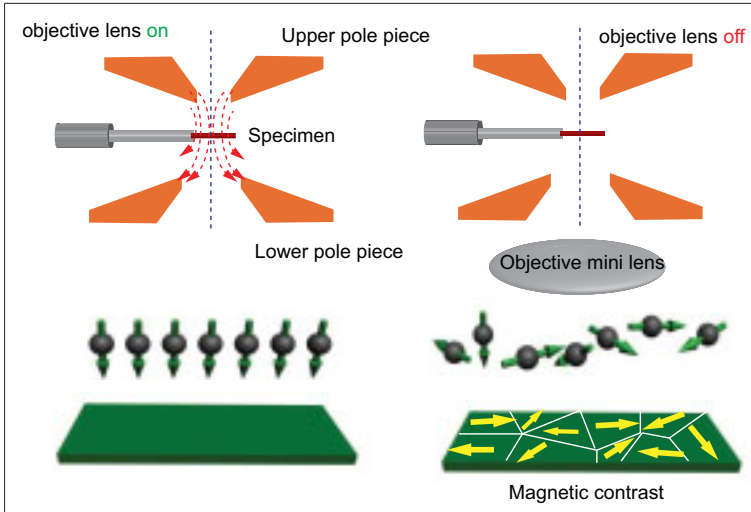 objective lens on
Upper pole piece
objective lens off
Specimen
Lower pole piece
Objective mini lens
Magnetic contrast